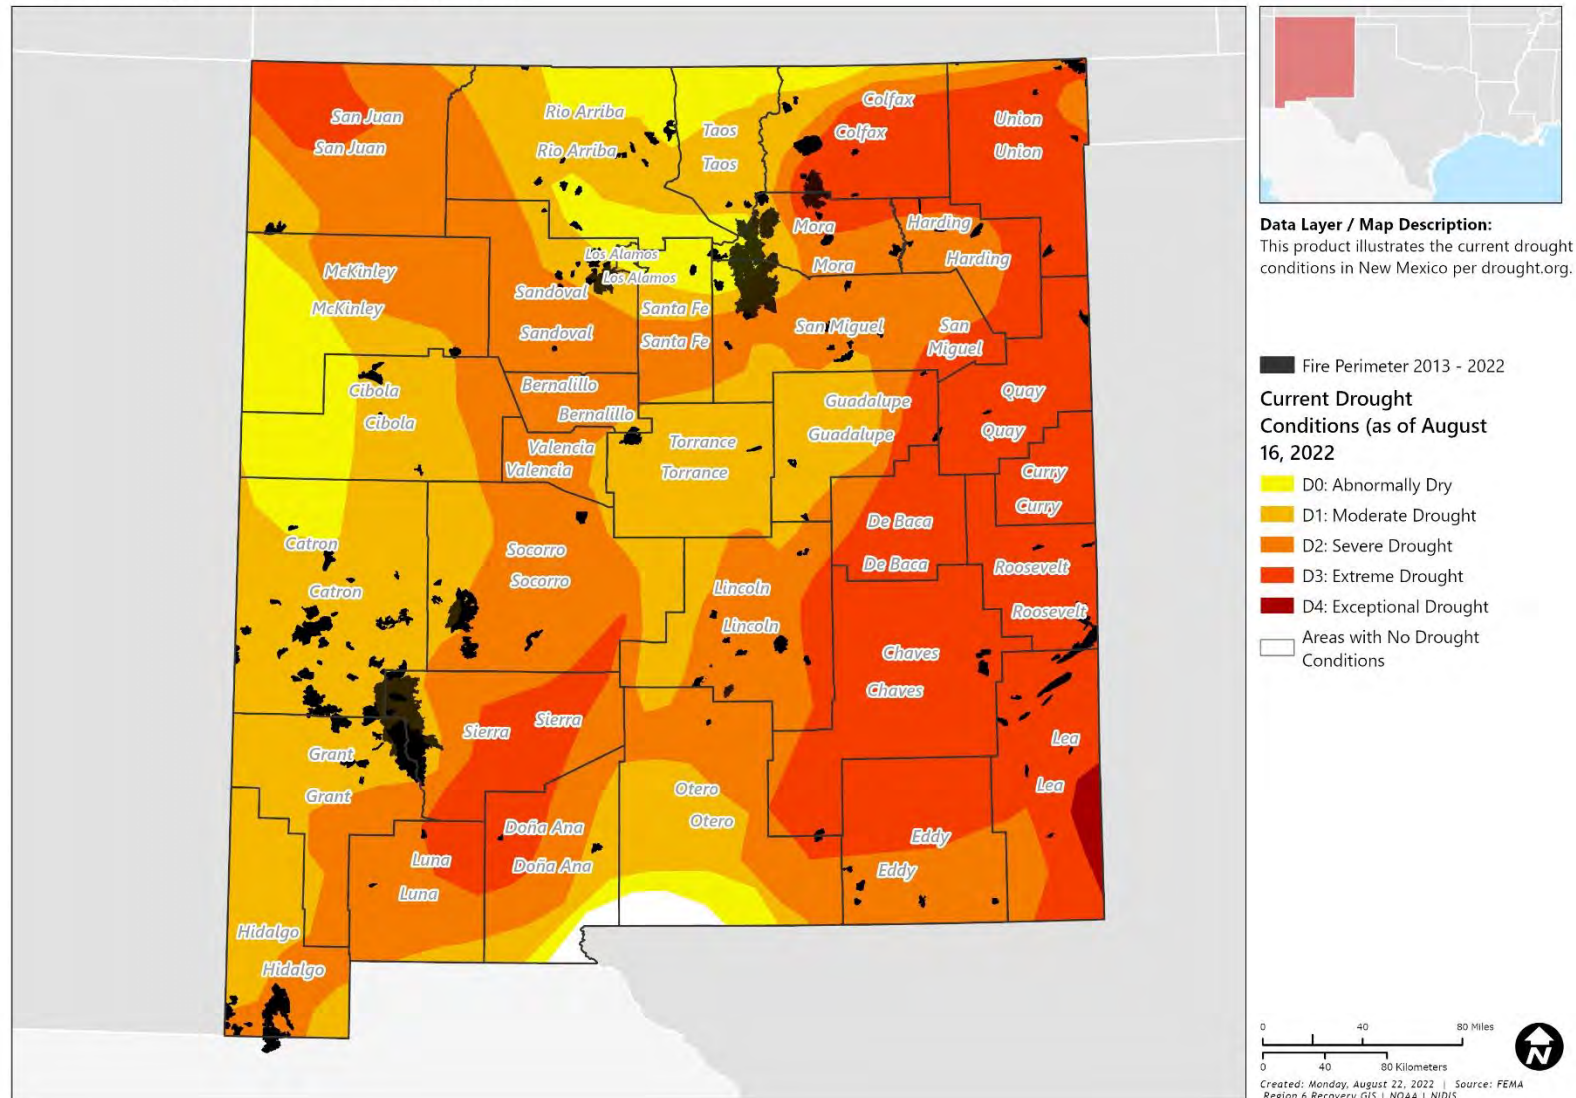 San Juan
San Juan
Rio Arriba
Rio Arriba
Taos
Taos
Colfax
Colfax
Union
Union
Mora
Mora
Harding
Harding
Los Alamos
Los Alamos
McKinley
McKinley
Sandoval
Sandoval
Santa Fe
Santa Fe
San Miguel
San
Miguel
Cibola
Cibola
Bernalillo
Bernalillo
Valencia
Valencia
Torrance
Torrance
Guadalupe
Guadalupe
Quay
Quay
Curry
Curry
De Baca
De Baca
Roosevelt
Roosevelt
Catron
Catron
Socorro
Socorro
Lincoln
Lincoln
Chaves
Chaves
Sierra
Sierra
Grant
Grant
Otero
Otero
Lea
Lea
Eddy
Eddy
Doña Ana
Doña Ana
Luna
Luna
Hidalgo
Hidalgo
Data Layer / Map Description:
This product illustrates the current drought
conditions in New Mexico per drought.org.
Fire Perimeter 2013 - 2022
Current Drought
Conditions (as of August
16, 2022
D0: Abnormally Dry
D1: Moderate Drought
D2: Severe Drought
D3: Extreme Drought
D4: Exceptional Drought
Areas with No Drought
Conditions
0 40 80 Miles
0 40 80 Kilometers
N
Created: Monday, August 22, 2022 | Source: FEMA
Region 6 Recovery GIS | NOAA | NIDIS